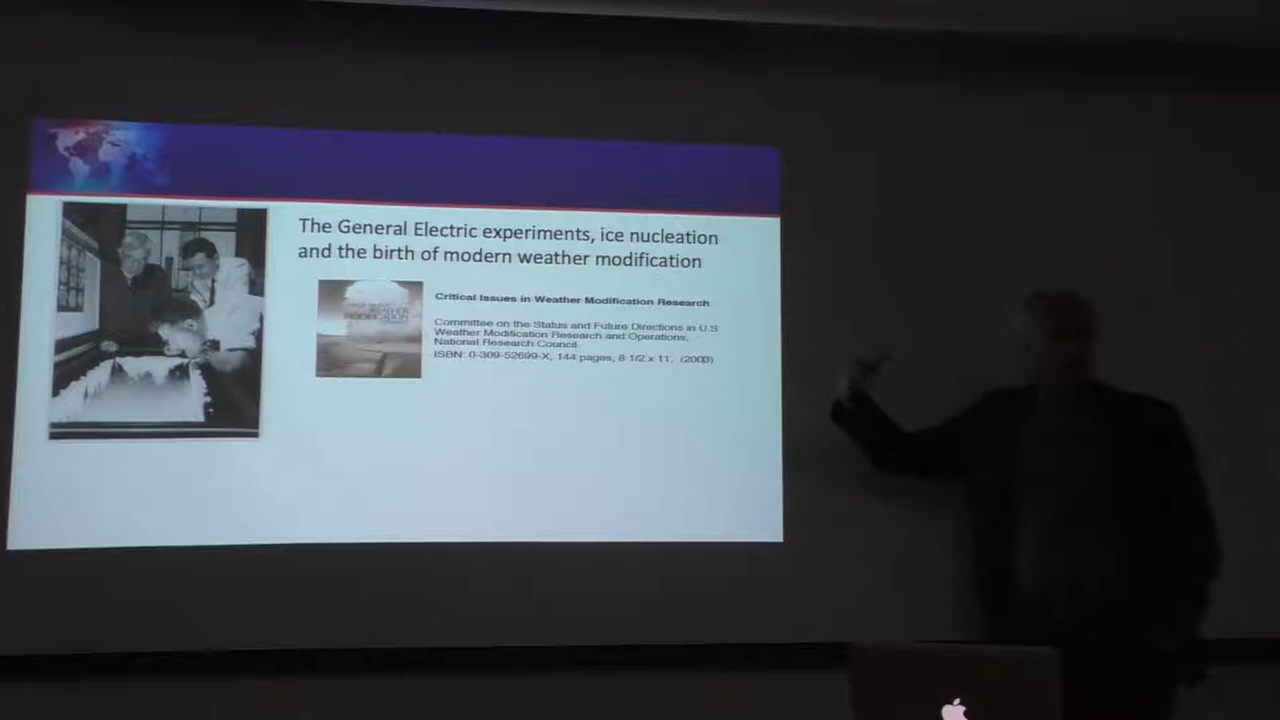 The General Electric experiments, ice nucleation
and the birth of modern weather modification
WEATHER
MODIFICATION
Critical Issues in Weather Modification Research
Committee on the Status and Future Directions in U.S
Weather Modification Research and Operations,
National Research Council
ISBN: 0-309-52699-X, 144 pages, 8 1/2 x 11, (2003)